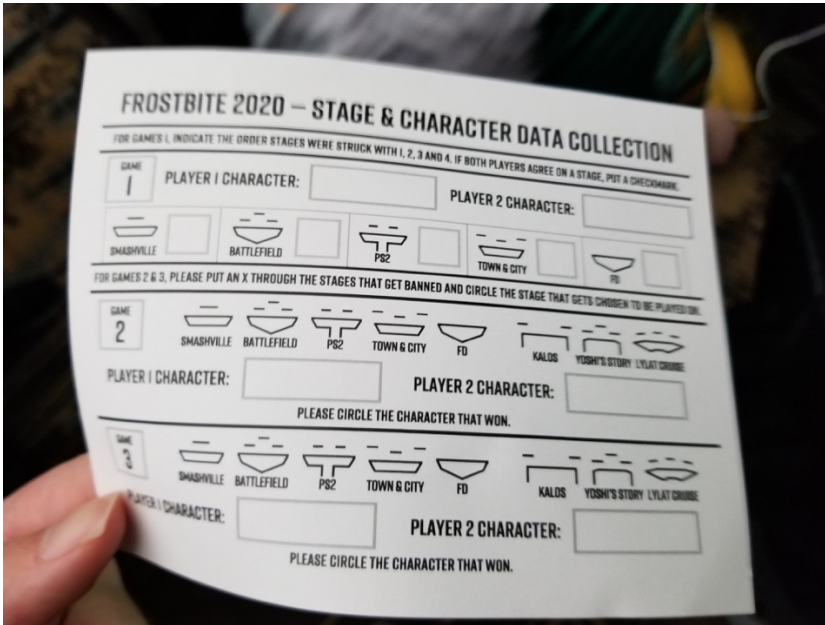 FROSTBITE 2020 – STAGE & CHARACTER DATA COLLECTION
FOR GAMES 1, INDICATE THE ORDER STAGES WERE STRUCK WITH 1, 2, 3 AND 4. IF BOTH PLAYERS AGREE ON A STAGE, PUT A CHECKMARK.
GAME
1
PLAYER 1 CHARACTER:
PLAYER 2 CHARACTER:
SMASHVILLE
BATTLEFIELD
PS2
TOWN & CITY
FD
FOR GAMES 2 & 3, PLEASE PUT AN X THROUGH THE STAGES THAT GET BANNED AND CIRCLE THE STAGE THAT GETS CHOSEN TO BE PLAYED ON.
GAME
2
SMASHVILLE
BATTLEFIELD
PS2
TOWN & CITY
FD
KALOS
YOSHI'S STORY
LYLAT CRUISE
PLAYER 1 CHARACTER:
PLAYER 2 CHARACTER:
PLEASE CIRCLE THE CHARACTER THAT WON.
GAME
3
SMASHVILLE
BATTLEFIELD
PS2
TOWN & CITY
FD
KALOS
YOSHI'S STORY
LYLAT CRUISE
PLAYER 1 CHARACTER:
PLAYER 2 CHARACTER:
PLEASE CIRCLE THE CHARACTER THAT WON.